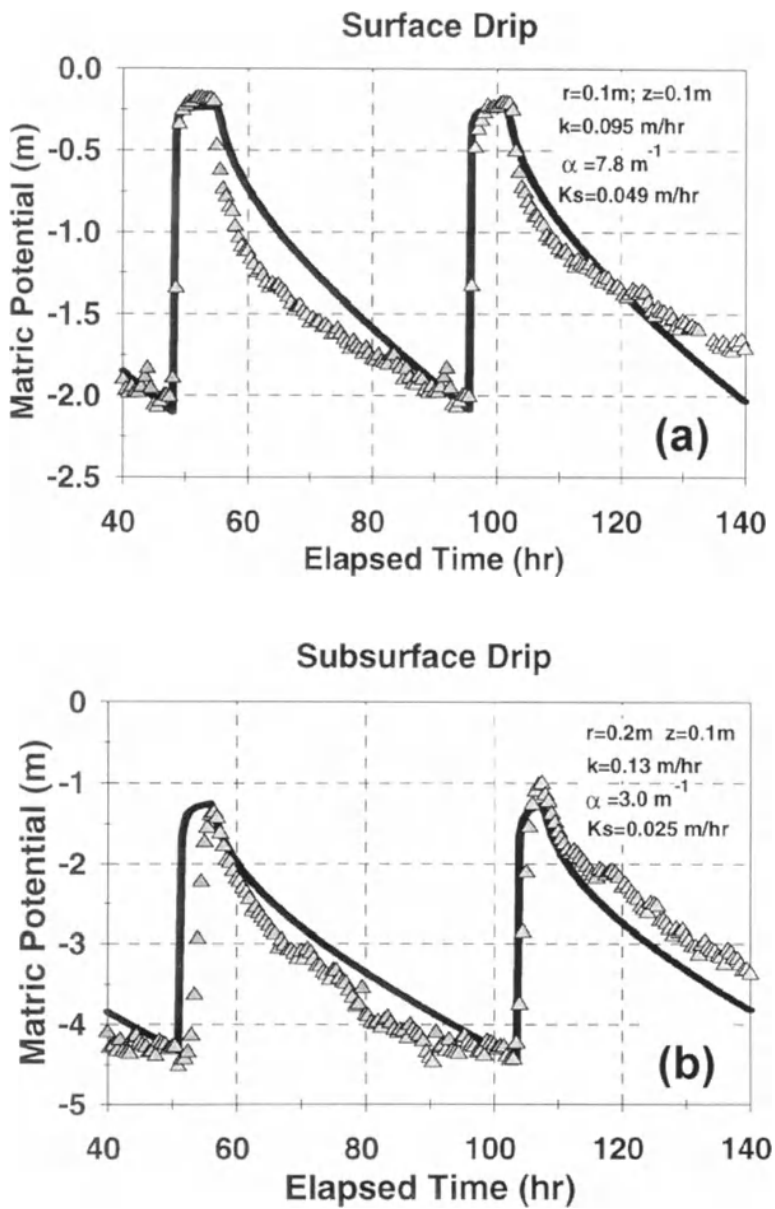 Surface Drip
0.0
-0.5
-1.0
-1.5
-2.0
-2.5
Matric Potential (m)
r=0.1m; z=0.1m
k=0.095 m/hr
α =7.8 m⁻¹
Ks=0.049 m/hr
(a)
40 60 80 100 120 140
Elapsed Time (hr)
Subsurface Drip
0
-1
-2
-3
-4
-5
Matric Potential (m)
r=0.2m z=0.1m
k=0.13 m/hr
α =3.0 m⁻¹
Ks=0.025 m/hr
(b)
40 60 80 100 120 140
Elapsed Time (hr)